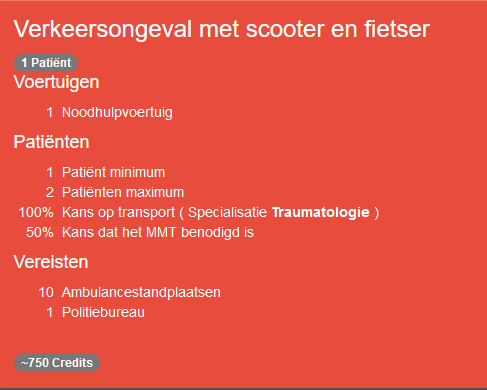 Verkeersongeval met scooter en fietser
1 Patiënt
Voertuigen
1 Noodhulpvoertuig
Patiënten
1 Patiënt minimum
2 Patiënten maximum
100% Kans op transport ( Specialisatie Traumatologie )
50% Kans dat het MMT benodigd is
Vereisten
10 Ambulancestandplaatsen
1 Politiebureau
~750 Credits